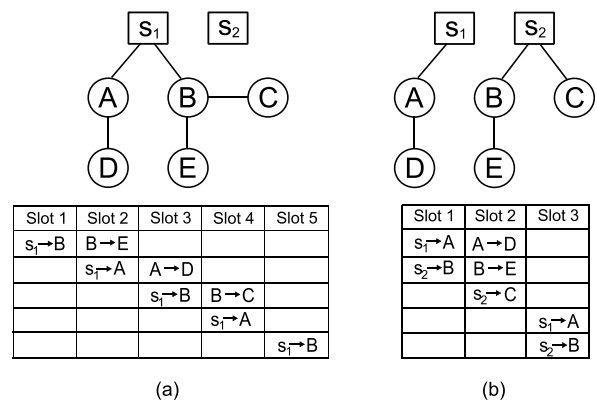 s₁ s₂ s₁ s₂
A B C A B C
D E D E
Slot 1 Slot 2 Slot 3 Slot 4 Slot 5 Slot 1 Slot 2 Slot 3
s₁→B B→E s₁→A A→D
s₁→A A→D s₂→B B→E
s₁→B B→C s₂→C
s₁→A s₁→A
s₁→B s₂→B
(a) (b)